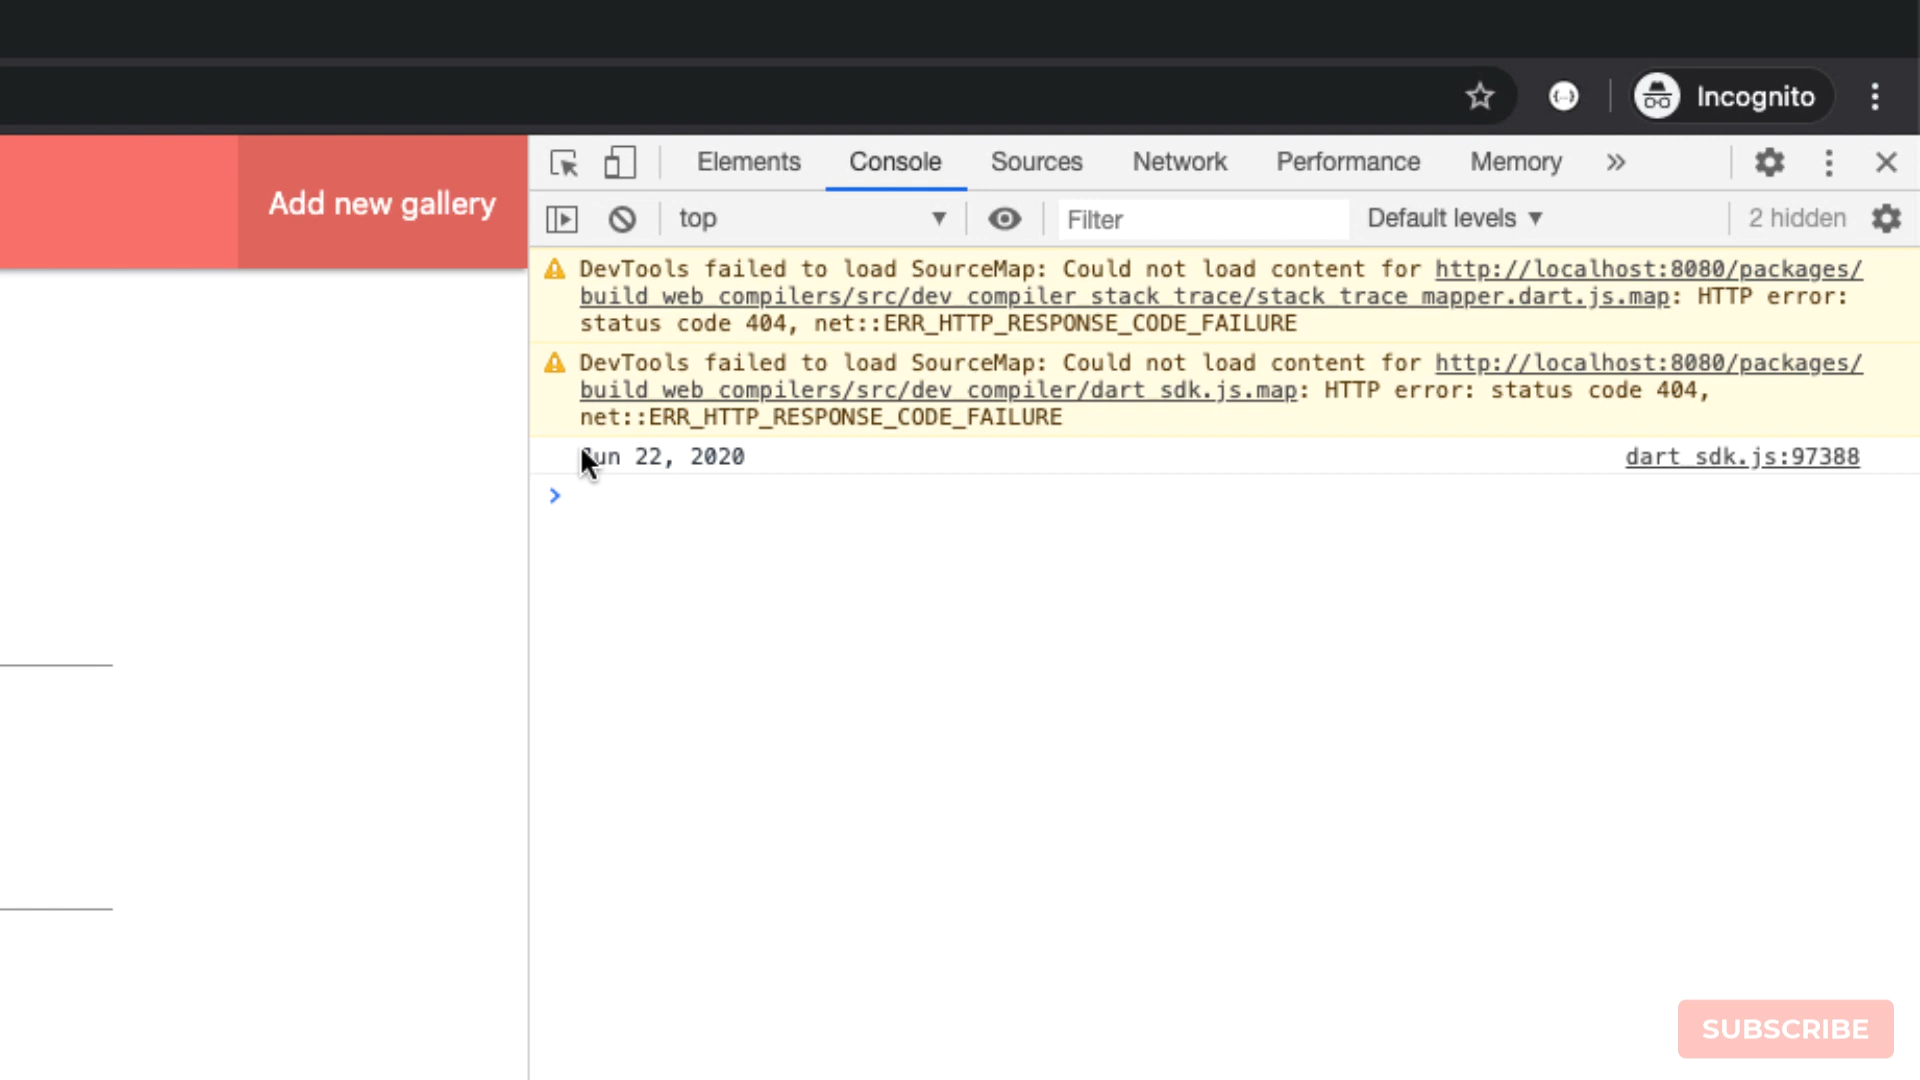 Incognito
Add new gallery
Elements Console Sources Network Performance Memory
top Filter Default levels 2 hidden
DevTools failed to load SourceMap: Could not load content for http://localhost:8080/packages/
build_web_compilers/src/dev_compiler_stack_trace/stack_trace_mapper.dart.js.map: HTTP error:
status code 404, net::ERR_HTTP_RESPONSE_CODE_FAILURE
DevTools failed to load SourceMap: Could not load content for http://localhost:8080/packages/
build_web_compilers/src/dev_compiler/dart_sdk.js.map: HTTP error: status code 404,
net::ERR_HTTP_RESPONSE_CODE_FAILURE
22, 2020 dart_sdk.js:97388
SUBSCRIBE